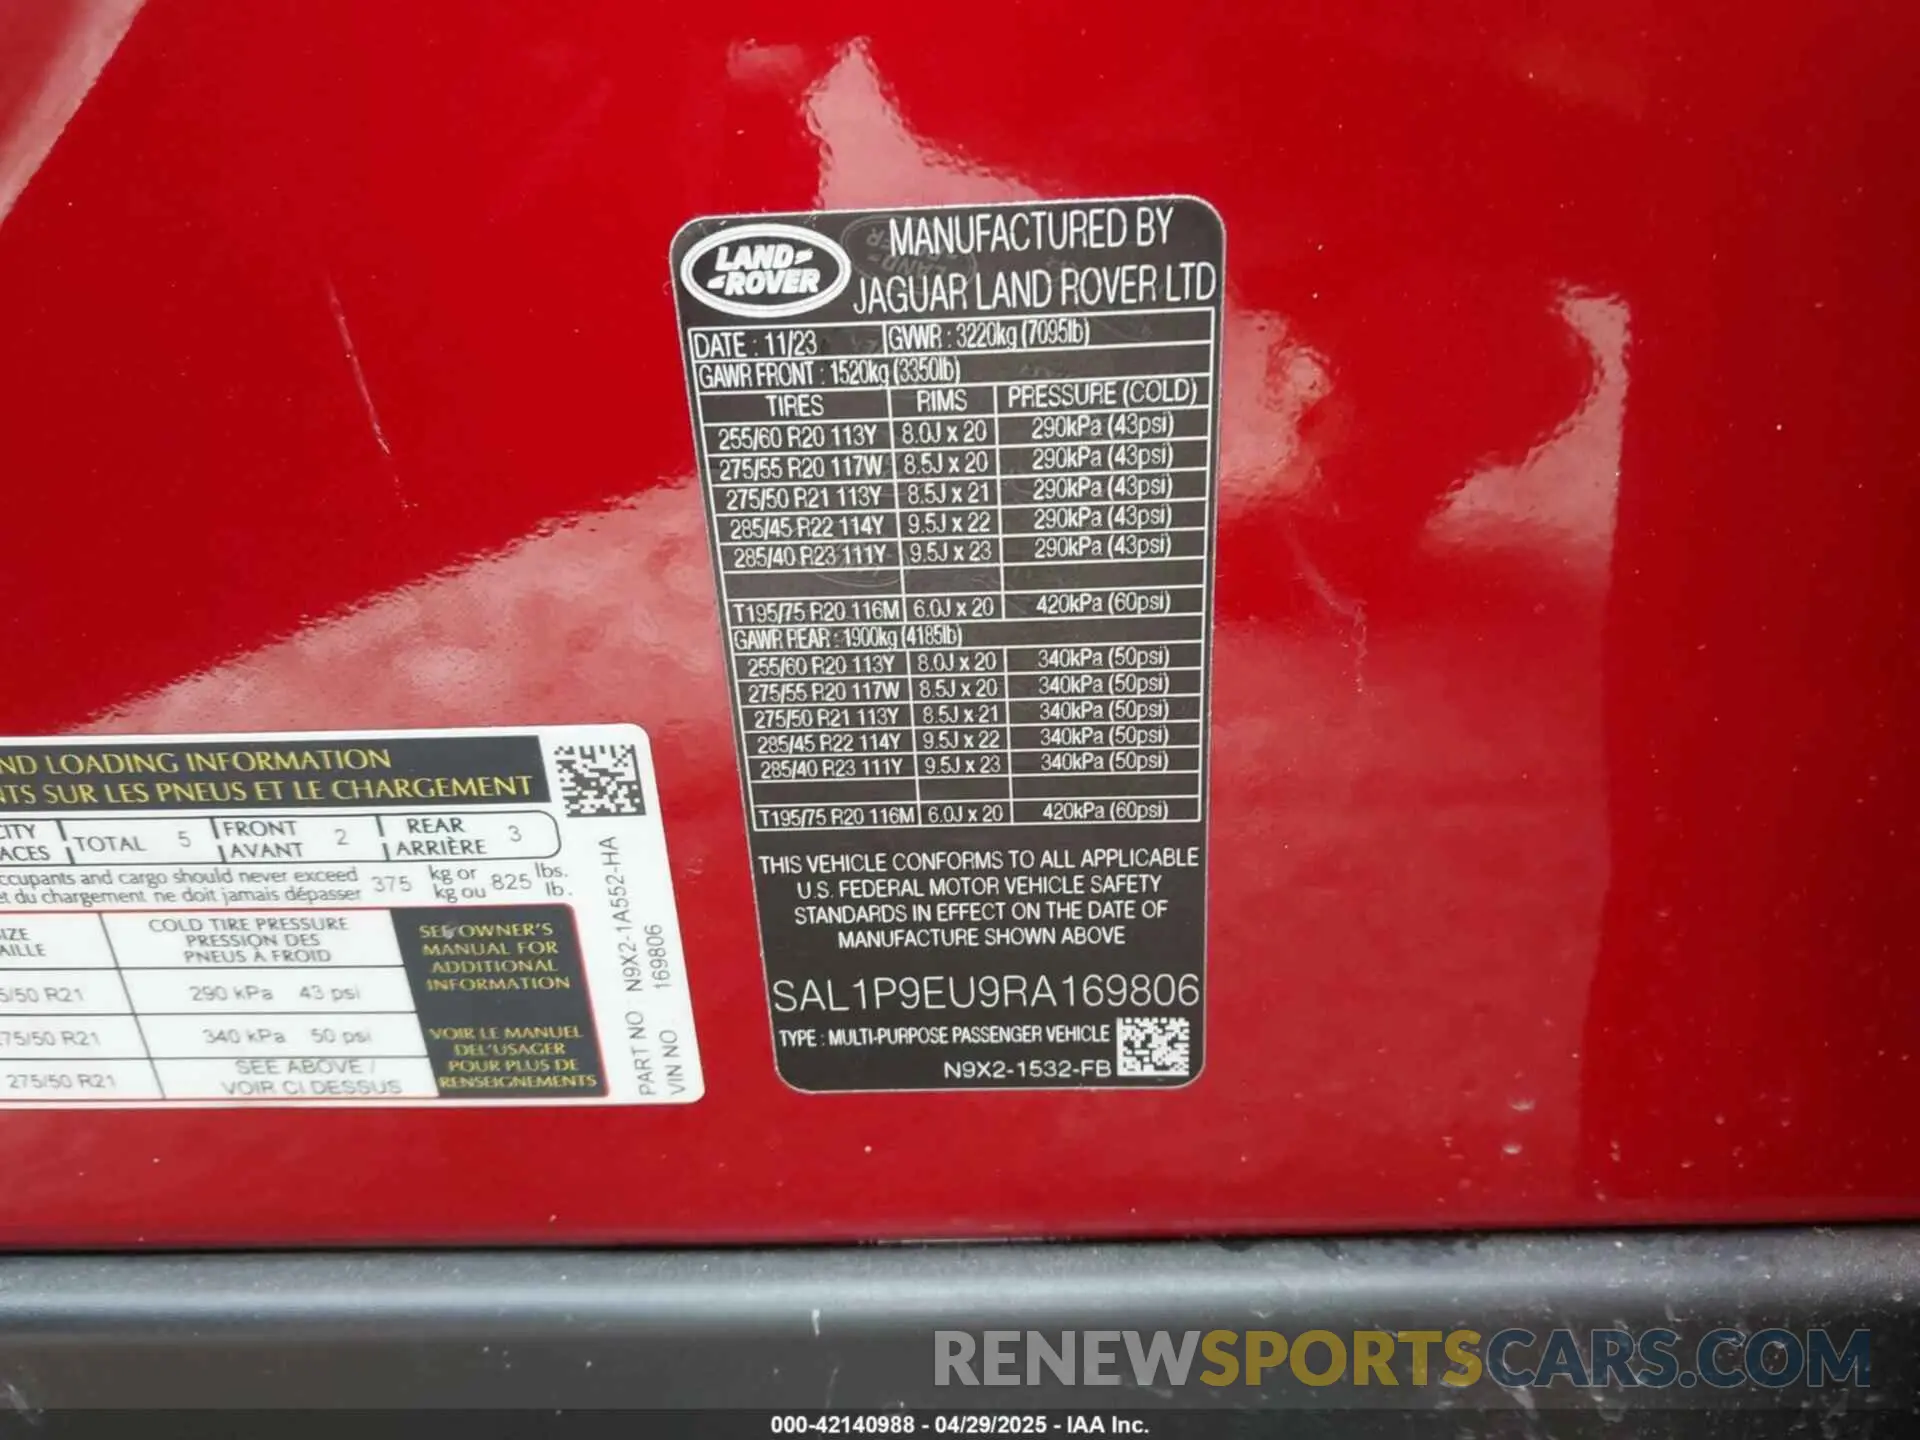 LAND ROVER
MANUFACTURED BY
JAGUAR LAND ROVER LTD
DATE : 11/23 GVWR : 3220kg (7095lb)
GAWR FRONT : 1520kg (3350lb)
TIRES RIMS PRESSURE (COLD)
255/60 R20 113Y 8.0J x 20 290kPa (43psi)
275/55 R20 117W 8.5J x 20 290kPa (43psi)
275/50 R21 113Y 8.5J x 21 290kPa (43psi)
285/45 R22 114Y 9.5J x 22 290kPa (43psi)
285/40 R23 111Y 9.5J x 23 290kPa (43psi)
T195/75 R20 116M 6.0J x 20 420kPa (60psi)
GAWR REAR : 1900kg (4185lb)
255/60 R20 113Y 8.0J x 20 340kPa (50psi)
275/55 R20 117W 8.5J x 20 340kPa (50psi)
275/50 R21 113Y 8.5J x 21 340kPa (50psi)
285/45 R22 114Y 9.5J x 22 340kPa (50psi)
285/40 R23 111Y 9.5J x 23 340kPa (50psi)
T195/75 R20 116M 6.0J x 20 420kPa (60psi)
THIS VEHICLE CONFORMS TO ALL APPLICABLE
U.S. FEDERAL MOTOR VEHICLE SAFETY
STANDARDS IN EFFECT ON THE DATE OF
MANUFACTURE SHOWN ABOVE
SAL1P9EU9RA169806
TYPE : MULTI-PURPOSE PASSENGER VEHICLE
N9X2-1532-FB
ND LOADING INFORMATION
NTS SUR LES PNEUS ET LE CHARGEMENT
CITY TOTAL 5 FRONT 2 REAR 3
ACES AVANT ARRIÈRE
ccupants and cargo should never exceed 375 kg or 825 lbs.
et du chargement ne doit jamais dépasser kg ou lb.
IZE COLD TIRE PRESSURE
AILLE PRESSION DES
PNEUS A FROID
5/50 R21 290 kPa 43 psi
275/50 R21 340 kPa 50 psi
275/50 R21 SEE ABOVE /
VOIR CI DESSUS
SEE OWNER'S
MANUAL FOR
ADDITIONAL
INFORMATION
VOIR LE MANUEL
DEL'USAGER
POUR PLUS DE
RENSEIGNEMENTS
PART NO : N9X2-1A552-HA
VIN NO : 169806
RENEWSPORTSCARS.COM
000-42140988 - 04/29/2025 - IAA Inc.